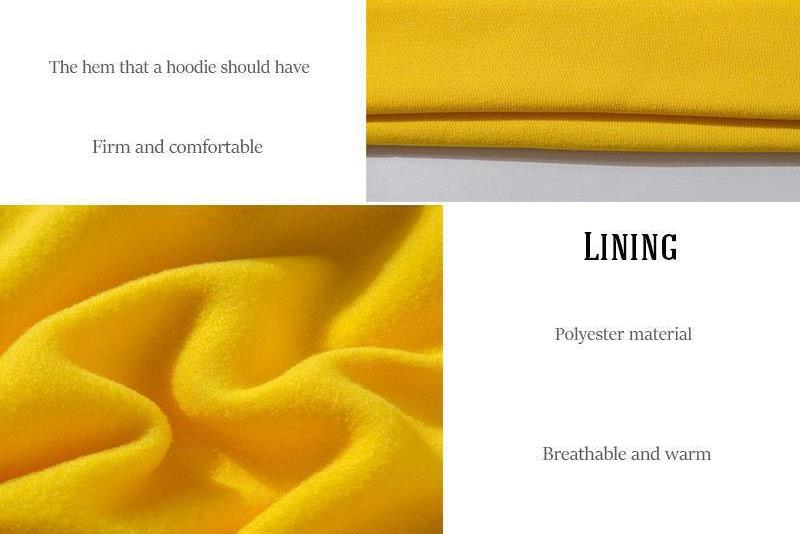 The hem that a hoodie should have
Firm and comfortable
LINING
Polyester material
Breathable and warm